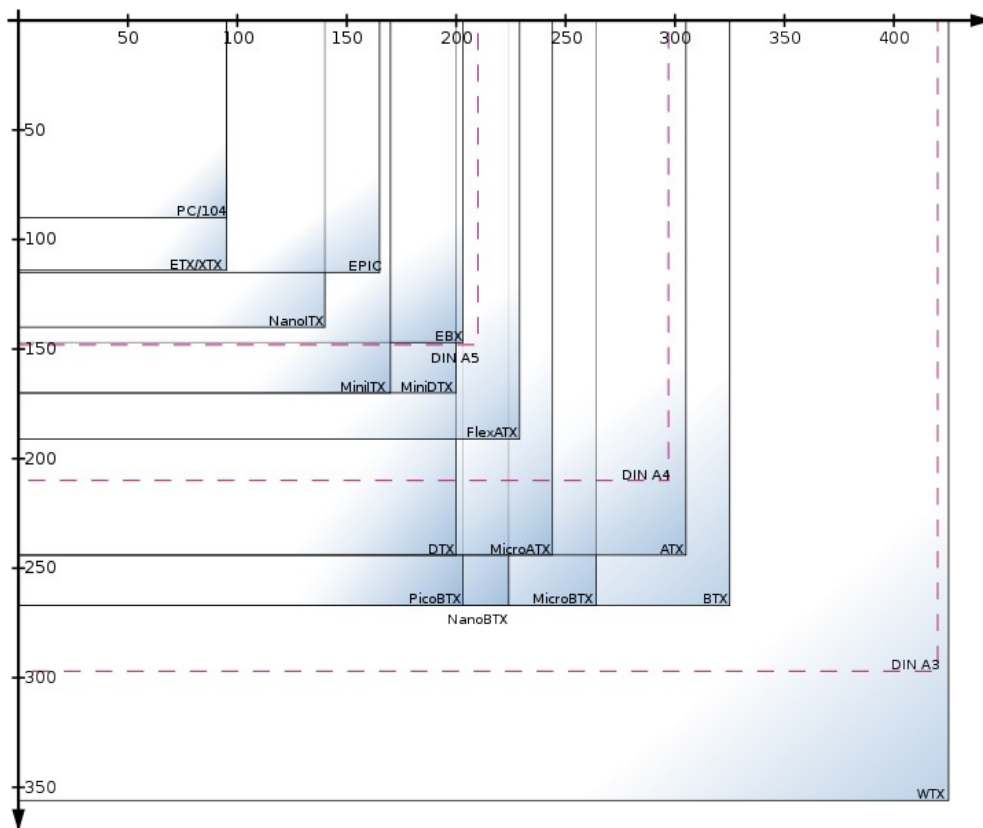 50 100 150 200 250 300 350 400
50
PC/104
100
ETX/XTX EPIC
NanoITX
EBX
150
DIN A5
MiniITX MiniDTX
FlexATX
200
DIN A4
DTX MicroATX ATX
250
PicoBTX MicroBTX BTX
NanoBTX
DIN A3
300
350
WTX